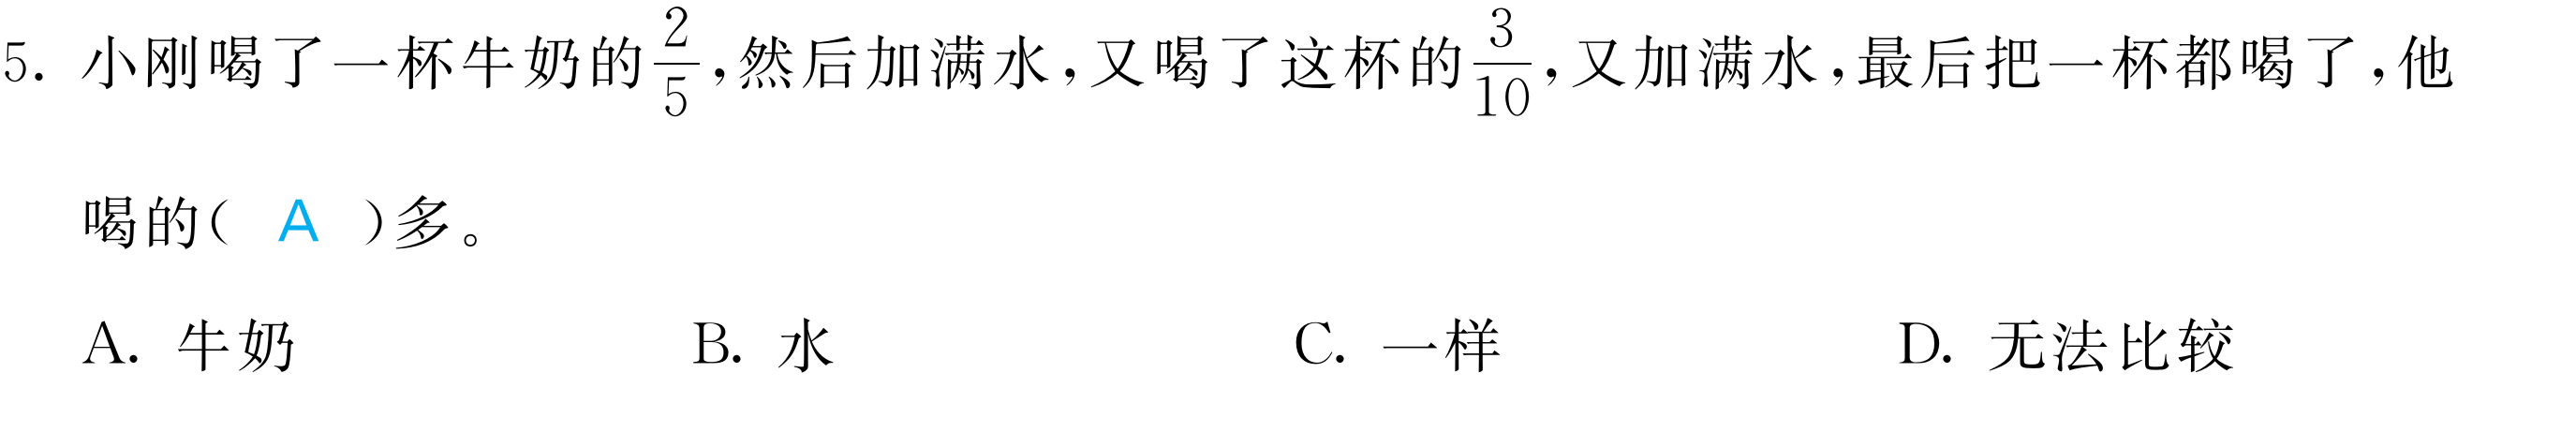 5. 小刚喝了一杯牛奶的2/5,然后加满水,又喝了这杯的3/10,又加满水,最后把一杯都喝了,他
喝的( A )多。
A. 牛奶 B. 水 C. 一样 D. 无法比较